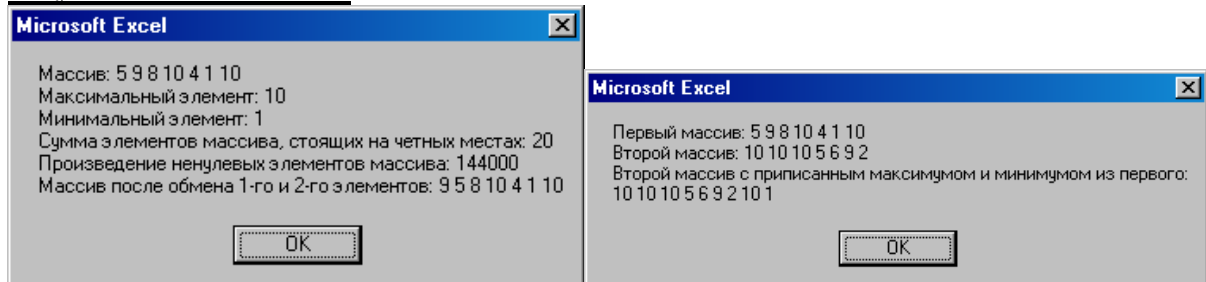 Microsoft Excel
Массив: 5 9 8 10 4 1 10
Максимальный элемент: 10
Минимальный элемент: 1
Сумма элементов массива, стоящих на четных местах: 20
Произведение ненулевых элементов массива: 144000
Массив после обмена 1-го и 2-го элементов: 9 5 8 10 4 1 10
OK
Microsoft Excel
Первый массив: 5 9 8 10 4 1 10
Второй массив: 10 10 10 5 6 9 2
Второй массив с приписанным максимумом и минимумом из первого:
10 10 10 5 6 9 2 10 1
OK